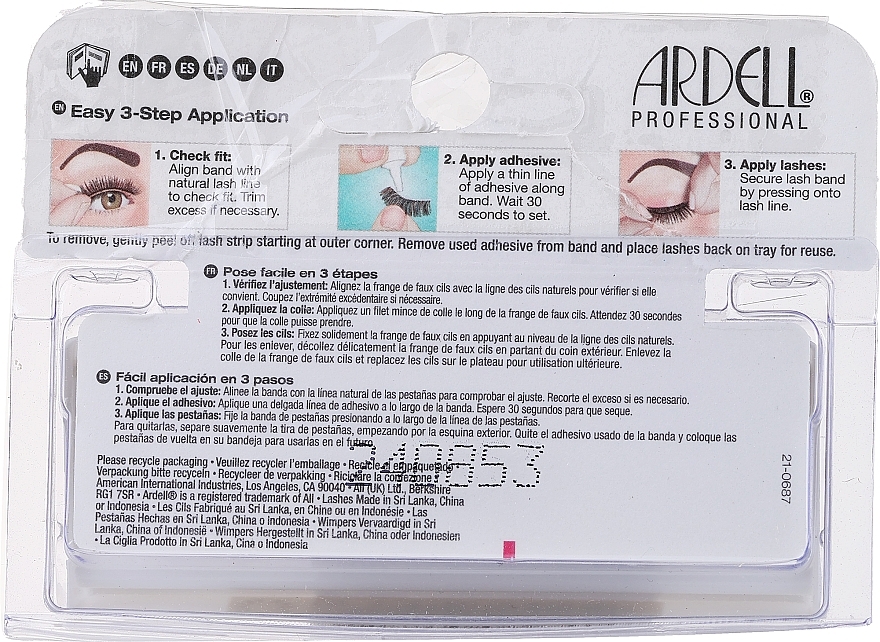 EN FR ES DE NL IT
ARDELL®
PROFESSIONAL
EN Easy 3-Step Application
1. Check fit:
Align band with
natural lash line
to check fit. Trim
excess if necessary.
2. Apply adhesive:
Apply a thin line
of adhesive along
band. Wait 30
seconds to set.
3. Apply lashes:
Secure lash band
by pressing onto
lash line.
To remove, gently peel off lash strip starting at outer corner. Remove used adhesive from band and place lashes back on tray for reuse.
FR Pose facile en 3 étapes
1. Vérifiez l'ajustement: Alignez la frange de faux cils avec la ligne des cils naturels pour vérifier si elle
convient. Coupez l'extrémité excédentaire si nécessaire.
2. Appliquez la colle: Appliquez un filet mince de colle le long de la frange de faux cils. Attendez 30 secondes
pour que la colle puisse prendre.
3. Posez les cils: Fixez solidement la frange de faux cils en appuyant au niveau de la ligne des cils naturels.
Pour les enlever, décollez délicatement la frange de faux cils en partant du coin extérieur. Enlevez la
colle de la frange de faux cils et replacez les cils sur le plateau pour utilisation ultérieure.
ES Fácil aplicación en 3 pasos
1. Compruebe el ajuste: Alinee la banda con la línea natural de las pestañas para comprobar el ajuste. Recorte el exceso si es necesario.
2. Aplique el adhesivo: Aplique una delgada línea de adhesivo a lo largo de la banda. Espere 30 segundos para que seque.
3. Aplique las pestañas: Fije la banda de pestañas presionando a lo largo de la línea de las pestañas.
Para quitarlas, separe suavemente la tira de pestañas, empezando por la esquina exterior. Quite el adhesivo usado de la banda y coloque las
pestañas de vuelta en su bandeja para usarlas en el futuro.
Please recycle packaging • Veuillez recycler l'emballage • Recicle el empaquetado •
Verpackung bitte recyceln • Recycleer de verpakking • Riciclare la confezione •
American International Industries, Los Angeles, CA 90040 • AII (UK) Ltd., Berkshire
RG1 7SR • Ardell® is a registered trademark of AII • Lashes Made in Sri Lanka, China
or Indonesia • Les Cils Fabriqué au Sri Lanka, en Chine ou en Indonésie • Las
Pestañas Hechas en Sri Lanka, China o Indonesia • Wimpers Vervaardigd in Sri
Lanka, China of Indonesië • Wimpern Hergestellt in Sri Lanka, China oder Indonesien
• La Ciglia Prodotto in Sri Lanka, Cina o Indonesia
21-0687